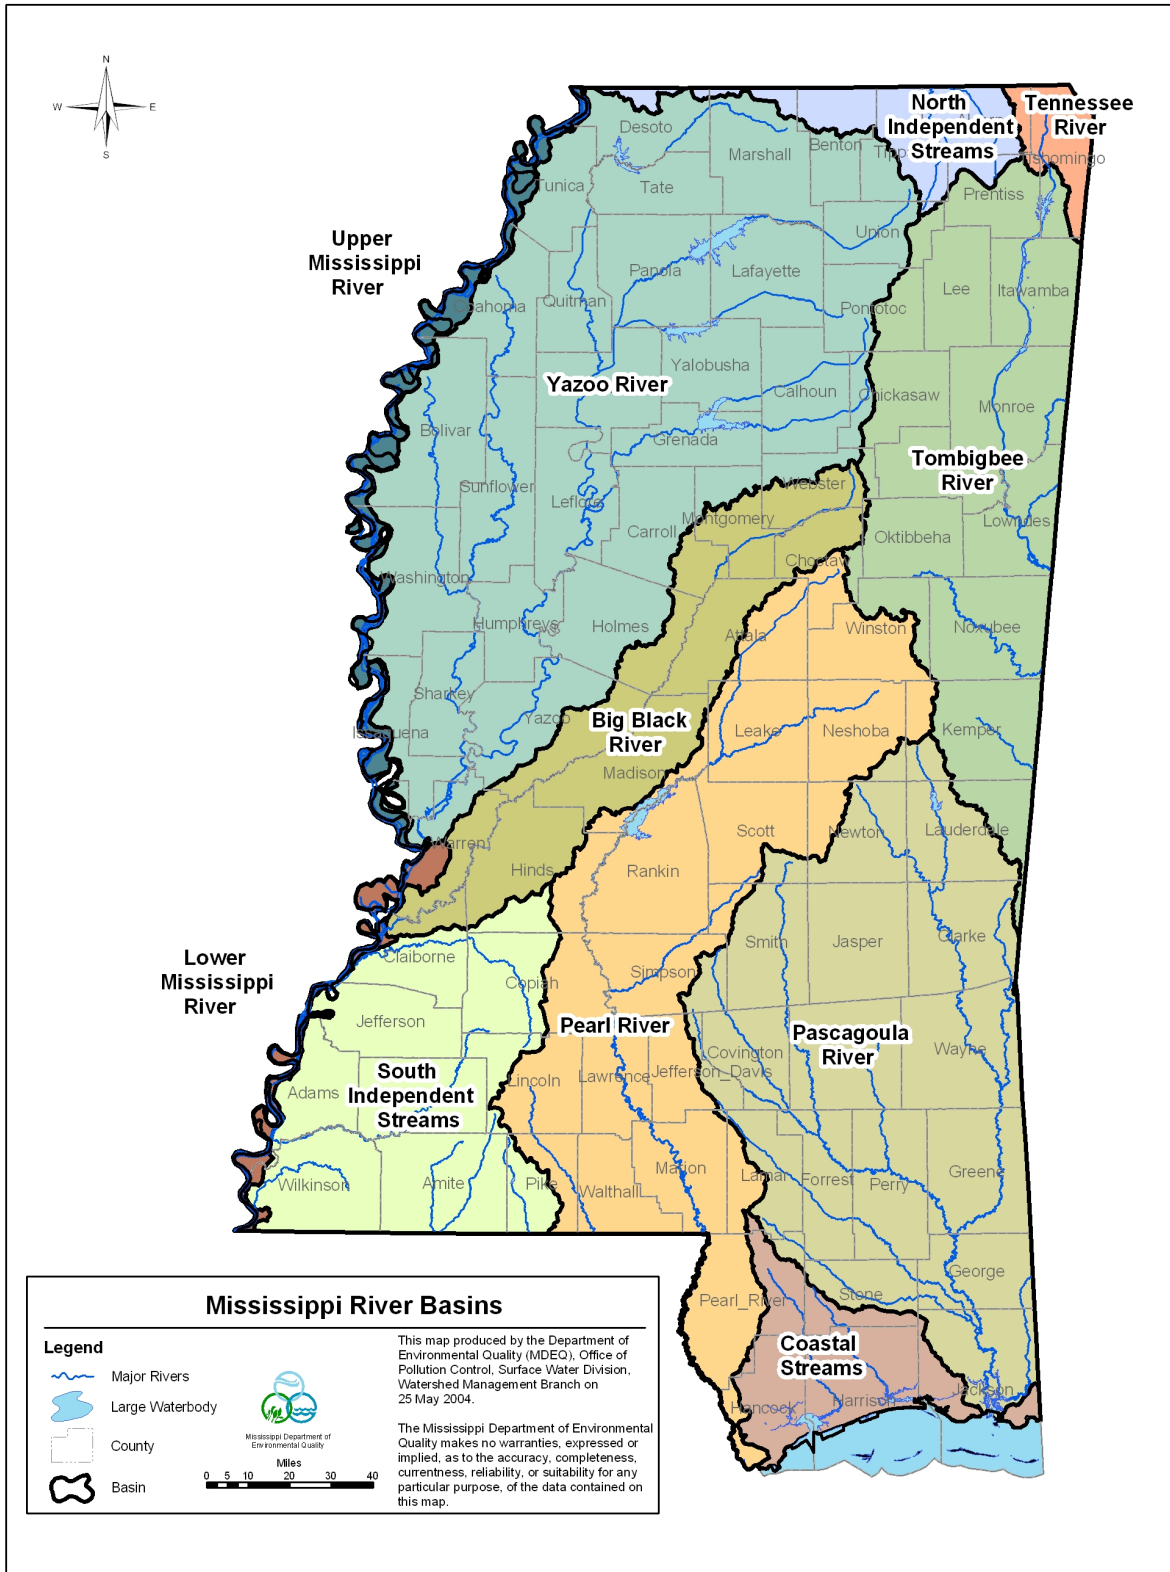 N
W E
S
North
Independent
Streams
Tennessee
River
Desoto
Marshall
Benton
Tishomingo
Tunica
Tate
Prentiss
Upper
Mississippi
River
Union
Panola
Lafayette
Lee
Itawamba
Coahoma
Quitman
Pontotoc
Yalobusha
Yazoo River
Calhoun
Chickasaw
Monroe
Bolivar
Grenada
Tombigbee
River
Sunflower
Webster
Leflore
Montgomery
Carroll
Lowndes
Oktibbeha
Choctaw
Washington
Humphreys
Holmes
Attala
Winston
Noxubee
Sharkey
Yazoo
Issaquena
Big Black
River
Leake
Neshoba
Kemper
Madison
Scott
Newton
Lauderdale
Warren
Hinds
Rankin
Lower
Mississippi
River
Claiborne
Copiah
Simpson
Smith
Jasper
Clarke
Jefferson
Pearl River
Pascagoula
River
Covington
Wayne
Adams
South
Independent
Streams
Lincoln
Lawrence
Jefferson_Davis
Wilkinson
Amite
Pike
Walthall
Marion
Lamar
Forrest
Perry
Greene
George
Pearl_River
Stone
Coastal
Streams
Hancock
Harrison
Jackson
Mississippi River Basins
Legend
Major Rivers
Large Waterbody
County
Basin
Mississippi Department of
Environmental Quality
Miles
0 5 10 20 30 40
This map produced by the Department of
Environmental Quality (MDEQ), Office of
Pollution Control, Surface Water Division,
Watershed Management Branch on
25 May 2004.
The Mississippi Department of Environmental
Quality makes no warranties, expressed or
implied, as to the accuracy, completeness,
currentness, reliability, or suitability for any
particular purpose, of the data contained on
this map.